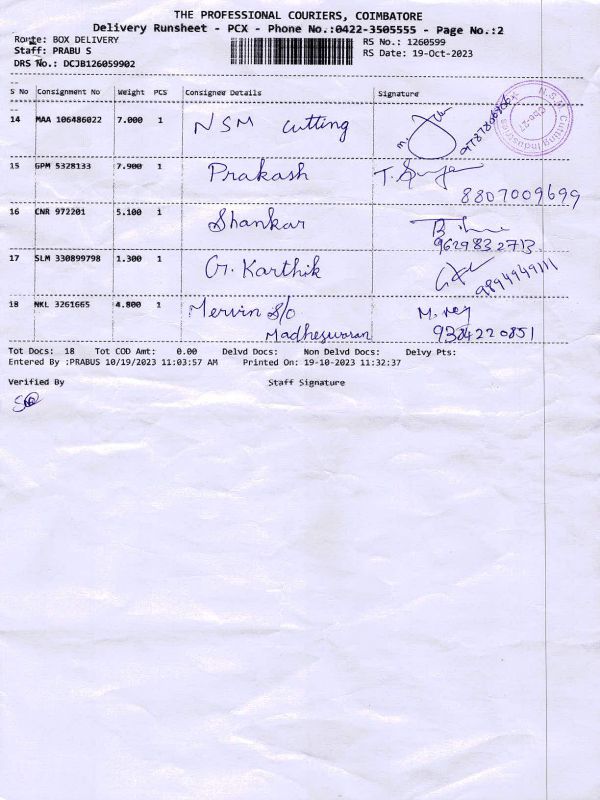 THE PROFESSIONAL COURIERS, COIMBATORE
Delivery Runsheet - PCX - Phone No.:0422-3505555 - Page No.:2
Route: BOX DELIVERY
RS No.: 1260599
Staff: PRABU S
RS Date: 19-Oct-2023
DRS No.: DCJB126059902
S No Consignment No Weight PCS Consignee Details Signature
14 MAA 106486022 7.000 1 NSM Cutting
N.S.M. Cutting Industries
Cbe-27
15 GPM 5328133 7.900 1 Prakash
8807009699
16 CNR 972201 5.100 1 Shankar
9629832713
17 SLM 330899798 1.300 1 G. Karthik
9894949111
18 NKL 3261665 4.800 1 Mervin S/o
Madheswaran 9384220851
Tot Docs: 18 Tot COD Amt: 0.00 Delvd Docs: Non Delvd Docs: Delvy Pts:
Entered By :PRABUS 10/19/2023 11:03:57 AM Printed On: 19-10-2023 11:32:37
Verified By Staff Signature